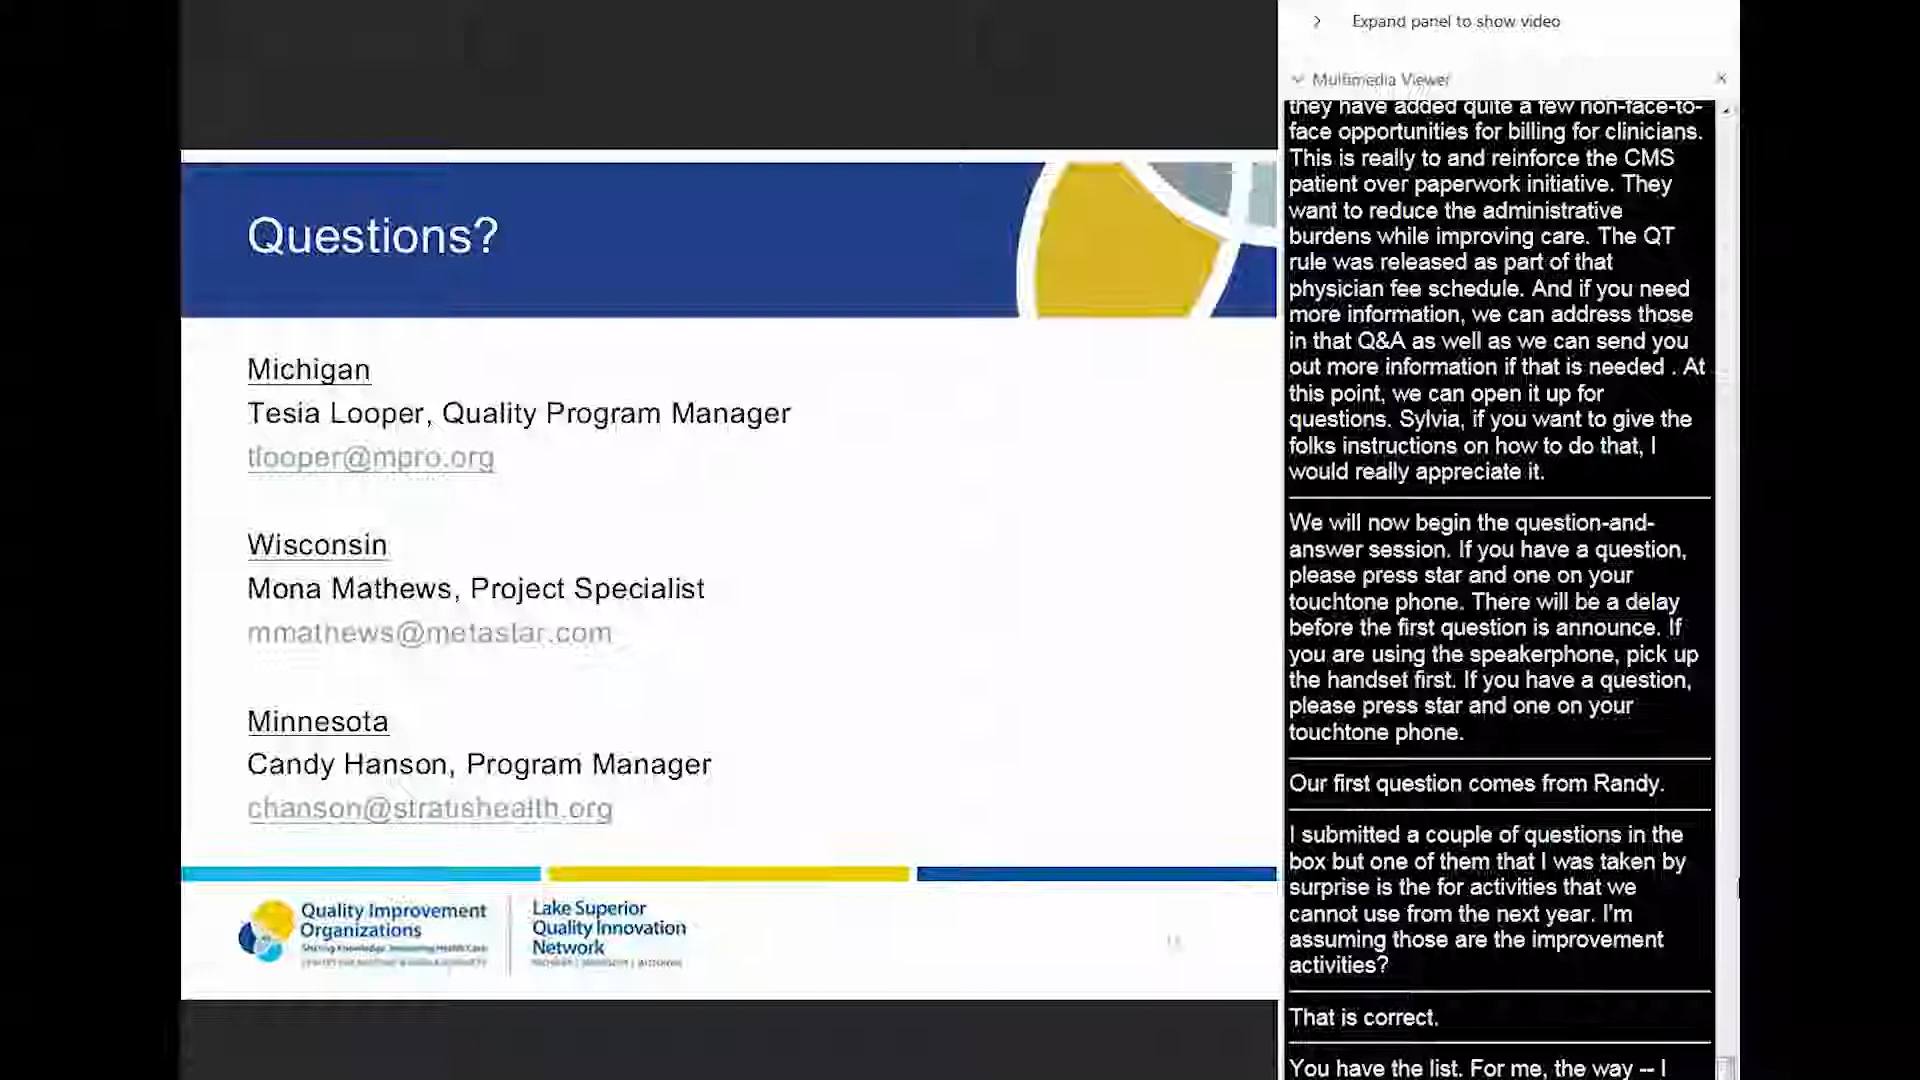 Questions?
Michigan
Tesia Looper, Quality Program Manager
tlooper@mpro.org
Wisconsin
Mona Mathews, Project Specialist
mmathews@metastar.com
Minnesota
Candy Hanson, Program Manager
chanson@stratishealth.org
Quality Improvement
Organizations
Sharing Knowledge. Improving Health Care.
Lake Superior
Quality Innovation
Network
Expand panel to show video
Multimedia Viewer
they have added quite a few non-face-to-
face opportunities for billing for clinicians.
This is really to and reinforce the CMS
patient over paperwork initiative. They
want to reduce the administrative
burdens while improving care. The QT
rule was released as part of that
physician fee schedule. And if you need
more information, we can address those
in that Q&A as well as we can send you
out more information if that is needed . At
this point, we can open it up for
questions. Sylvia, if you want to give the
folks instructions on how to do that, I
would really appreciate it.
We will now begin the question-and-
answer session. If you have a question,
please press star and one on your
touchtone phone. There will be a delay
before the first question is announce. If
you are using the speakerphone, pick up
the handset first. If you have a question,
please press star and one on your
touchtone phone.
Our first question comes from Randy.
I submitted a couple of questions in the
box but one of them that I was taken by
surprise is the for activities that we
cannot use from the next year. I'm
assuming those are the improvement
activities?
That is correct.
You have the list. For me, the way -- I